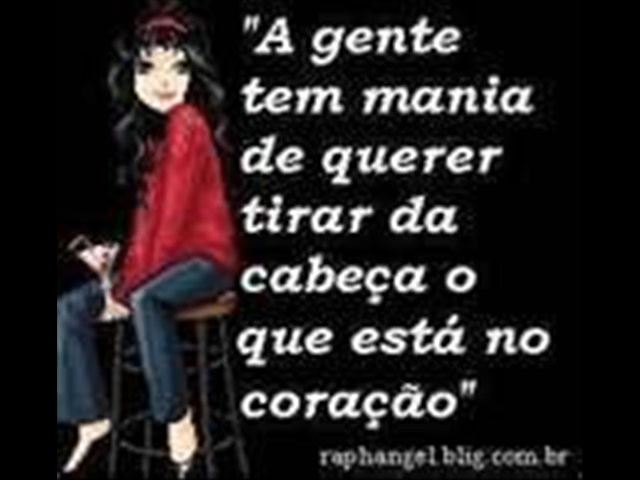 "A gente
tem mania
de querer
tirar da
cabeça o
que está no
coração"
raphangel.blig.com.br